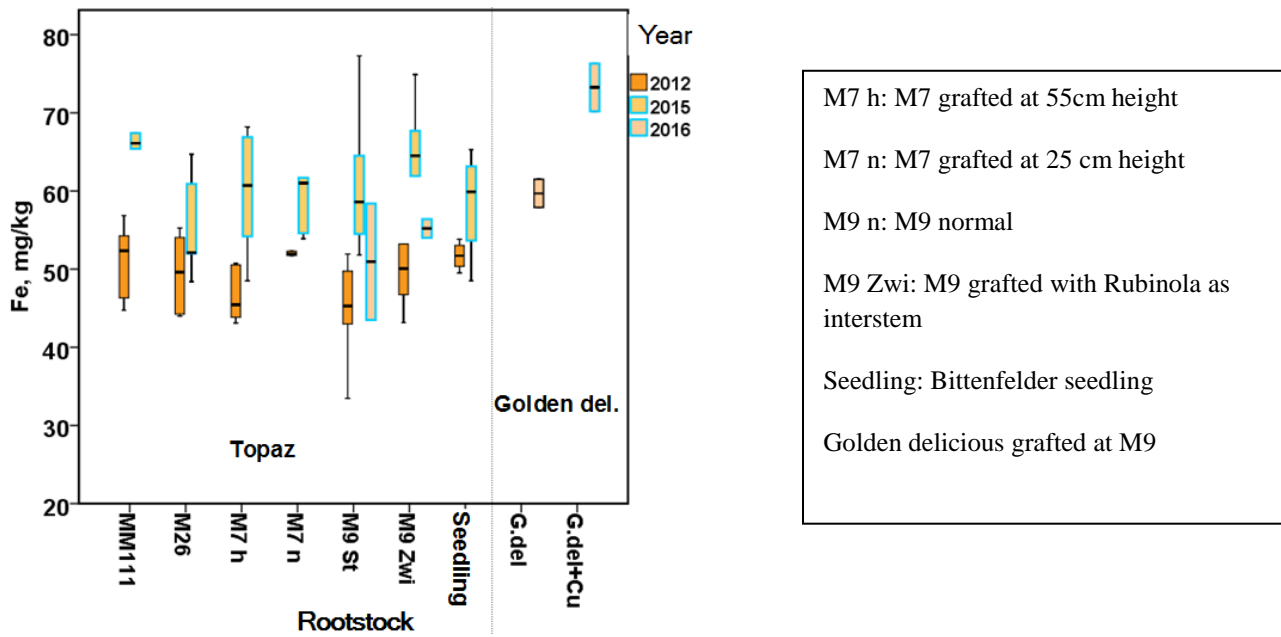 80
70
60
50
40
30
20
Fe, mg/kg
Year
2012
2015
2016
Golden del.
Topaz
MM111
M26
M7 h
M7 n
M9 St
M9 Zwi
Seedling
G.del
G.del+Cu
Rootstock
M7 h: M7 grafted at 55cm height
M7 n: M7 grafted at 25 cm height
M9 n: M9 normal
M9 Zwi: M9 grafted with Rubinola as
interstem
Seedling: Bittenfelder seedling
Golden delicious grafted at M9